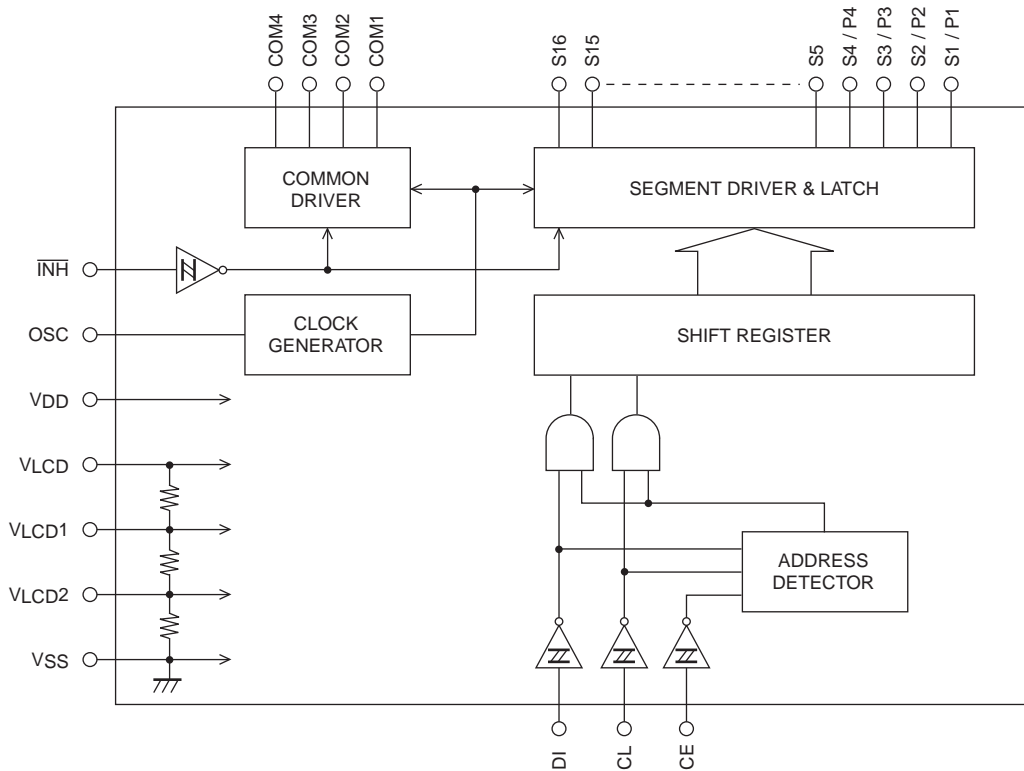 COM4
COM3
COM2
COM1
S16
S15
S5
S4 / P4
S3 / P3
S2 / P2
S1 / P1
COMMON
DRIVER
SEGMENT DRIVER & LATCH
INH
OSC
CLOCK
GENERATOR
SHIFT REGISTER
VDD
VLCD
VLCD1
VLCD2
VSS
ADDRESS
DETECTOR
DI
CL
CE